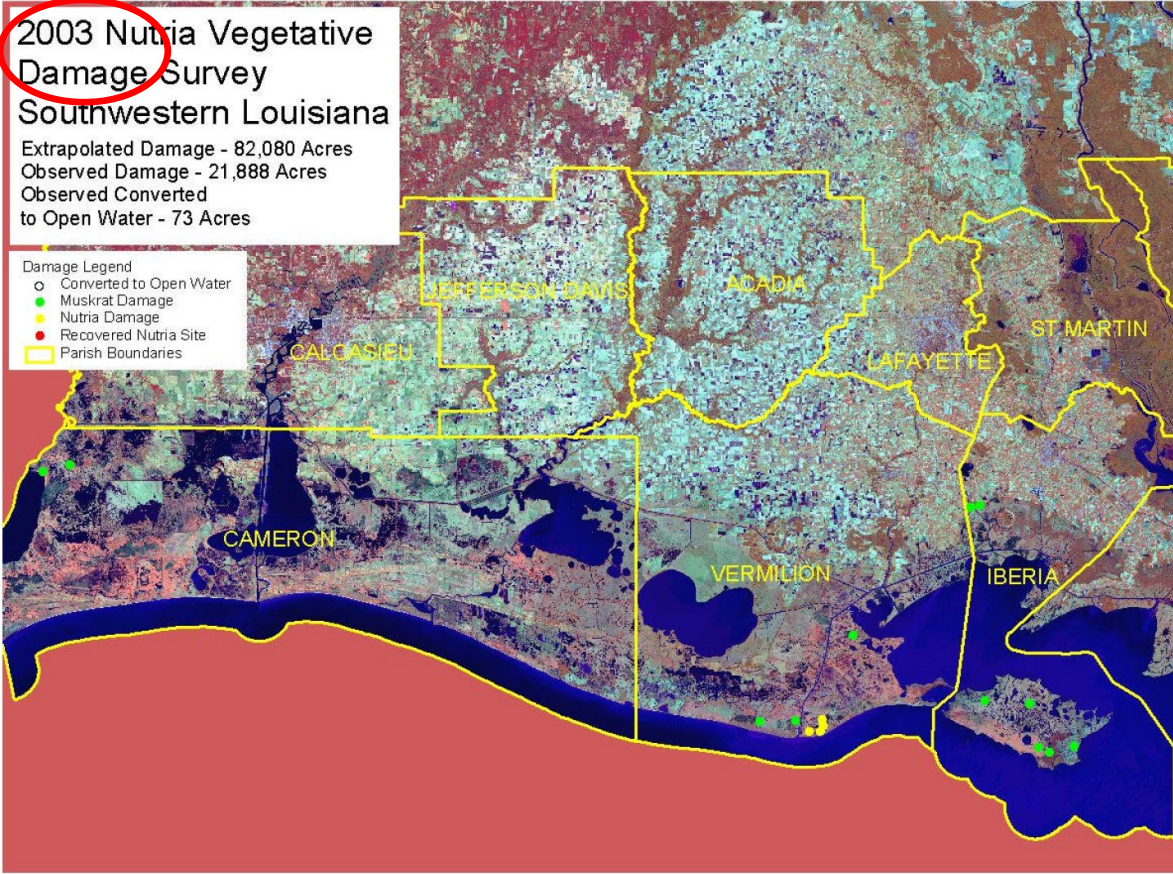 2003 Nutria Vegetative
Damage Survey
Southwestern Louisiana
Extrapolated Damage - 82,080 Acres
Observed Damage - 21,888 Acres
Observed Converted
to Open Water - 73 Acres
Damage Legend
Converted to Open Water
Muskrat Damage
Nutria Damage
Recovered Nutria Site
Parish Boundaries
JEFFERSON DAVIS
ACADIA
CALCASIEU
LAFAYETTE
ST MARTIN
CAMERON
VERMILION
IBERIA